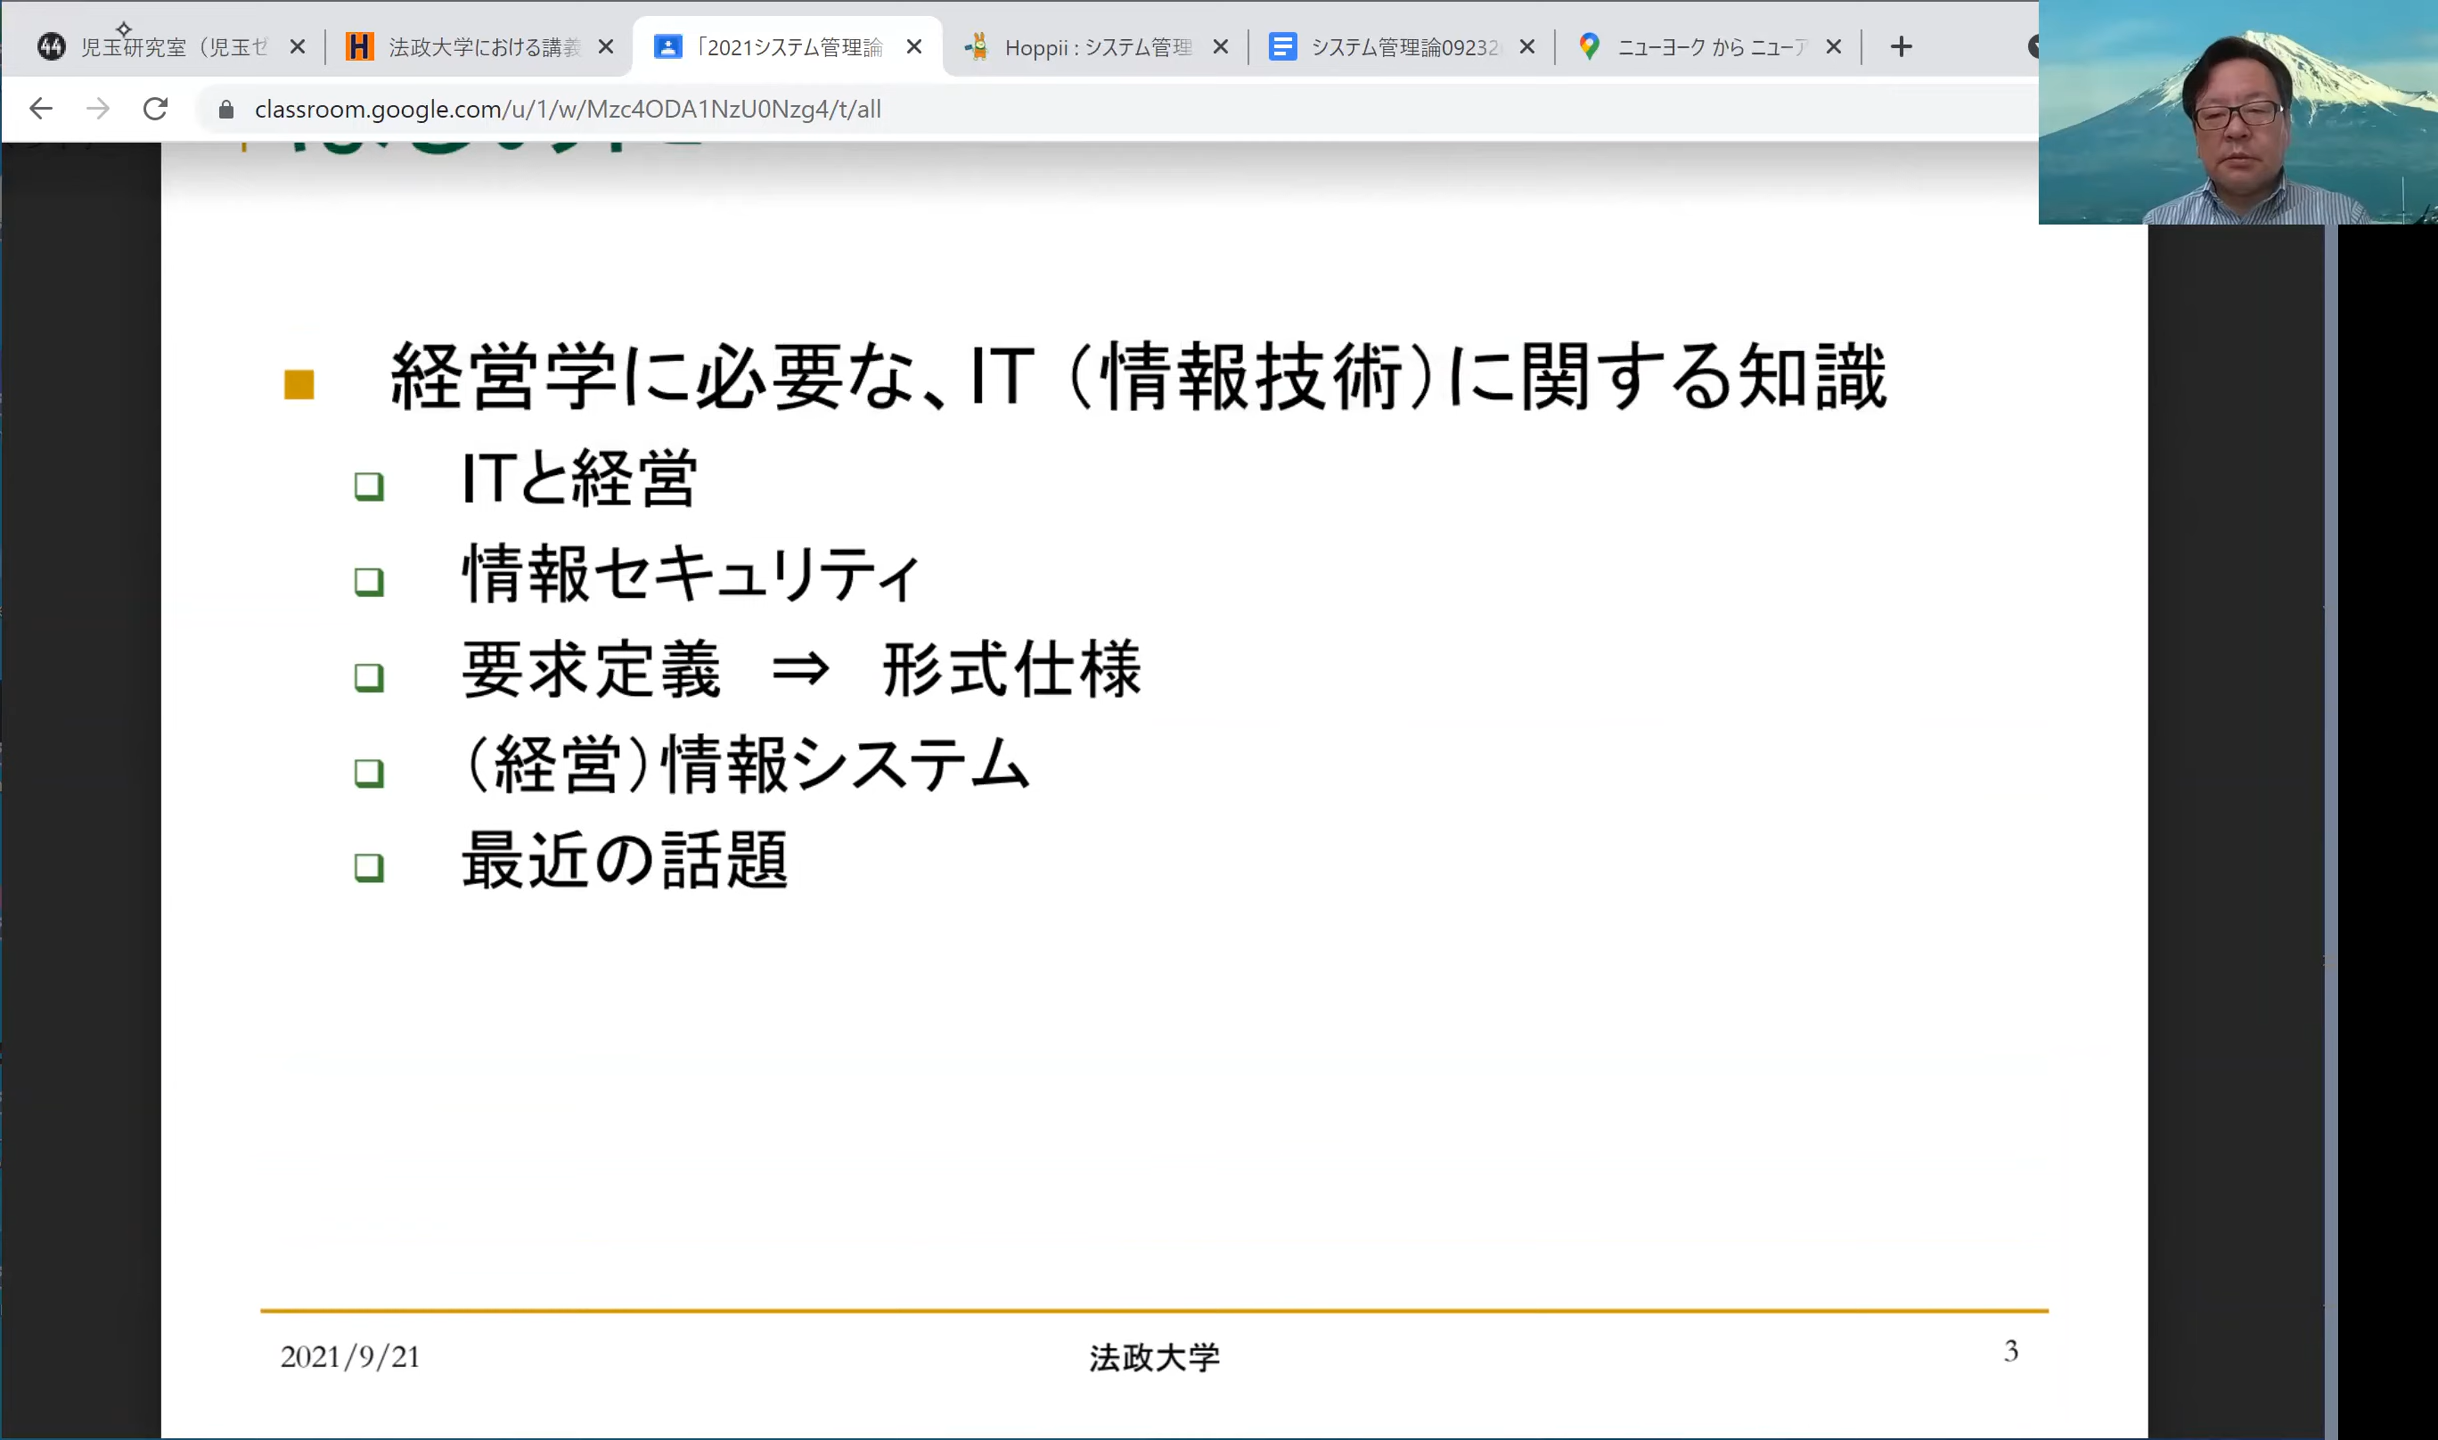 児玉研究室（児玉ゼ
法政大学における講義
「2021システム管理論
Hoppii : システム管理
システム管理論09232
ニューヨーク から ニューア
classroom.google.com/u/1/w/Mzc4ODA1NzU0Nzg4/t/all
経営学に必要な、IT（情報技術）に関する知識
ITと経営
情報セキュリティ
要求定義 ⇒ 形式仕様
（経営）情報システム
最近の話題
2021/9/21
法政大学
3